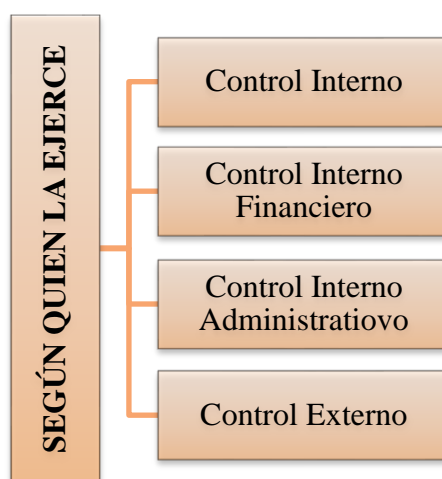 SEGÚN QUIEN LA EJERCE
Control Interno
Control Interno
Financiero
Control Interno
Administratiovo
Control Externo